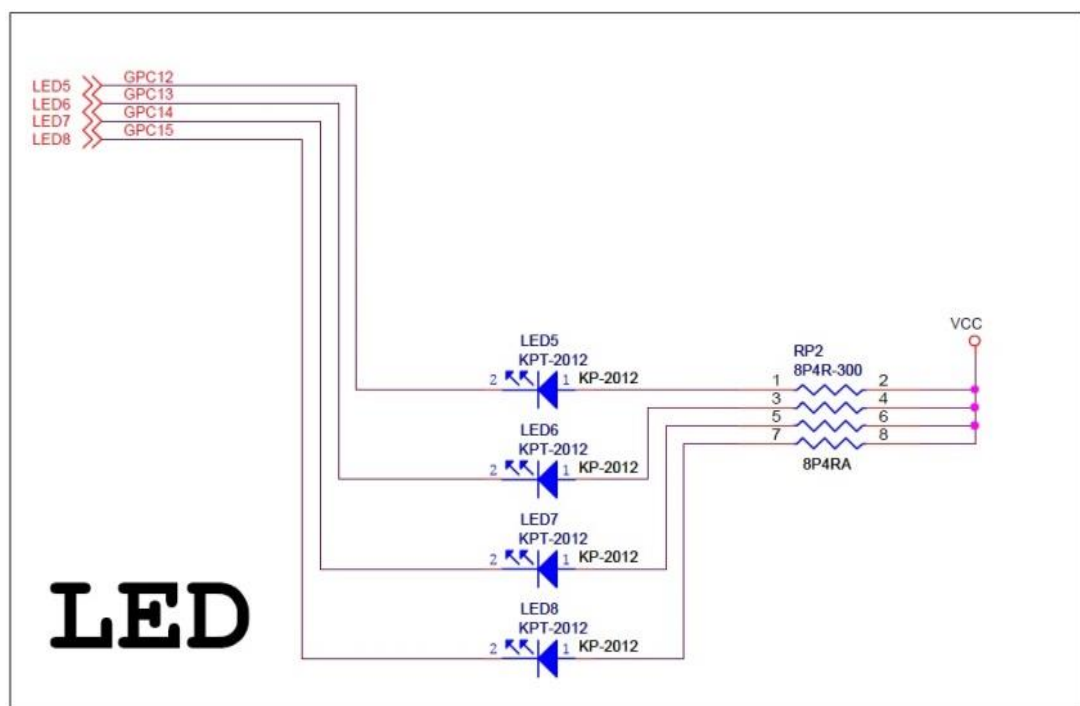 LED5 GPC12
LED6 GPC13
LED7 GPC14
LED8 GPC15
VCC
LED5
KPT-2012
2 1 KP-2012
RP2
8P4R-300
1 2
3 4
5 6
7 8
8P4RA
LED6
KPT-2012
2 1 KP-2012
LED7
KPT-2012
2 1 KP-2012
LED8
KPT-2012
2 1 KP-2012
LED